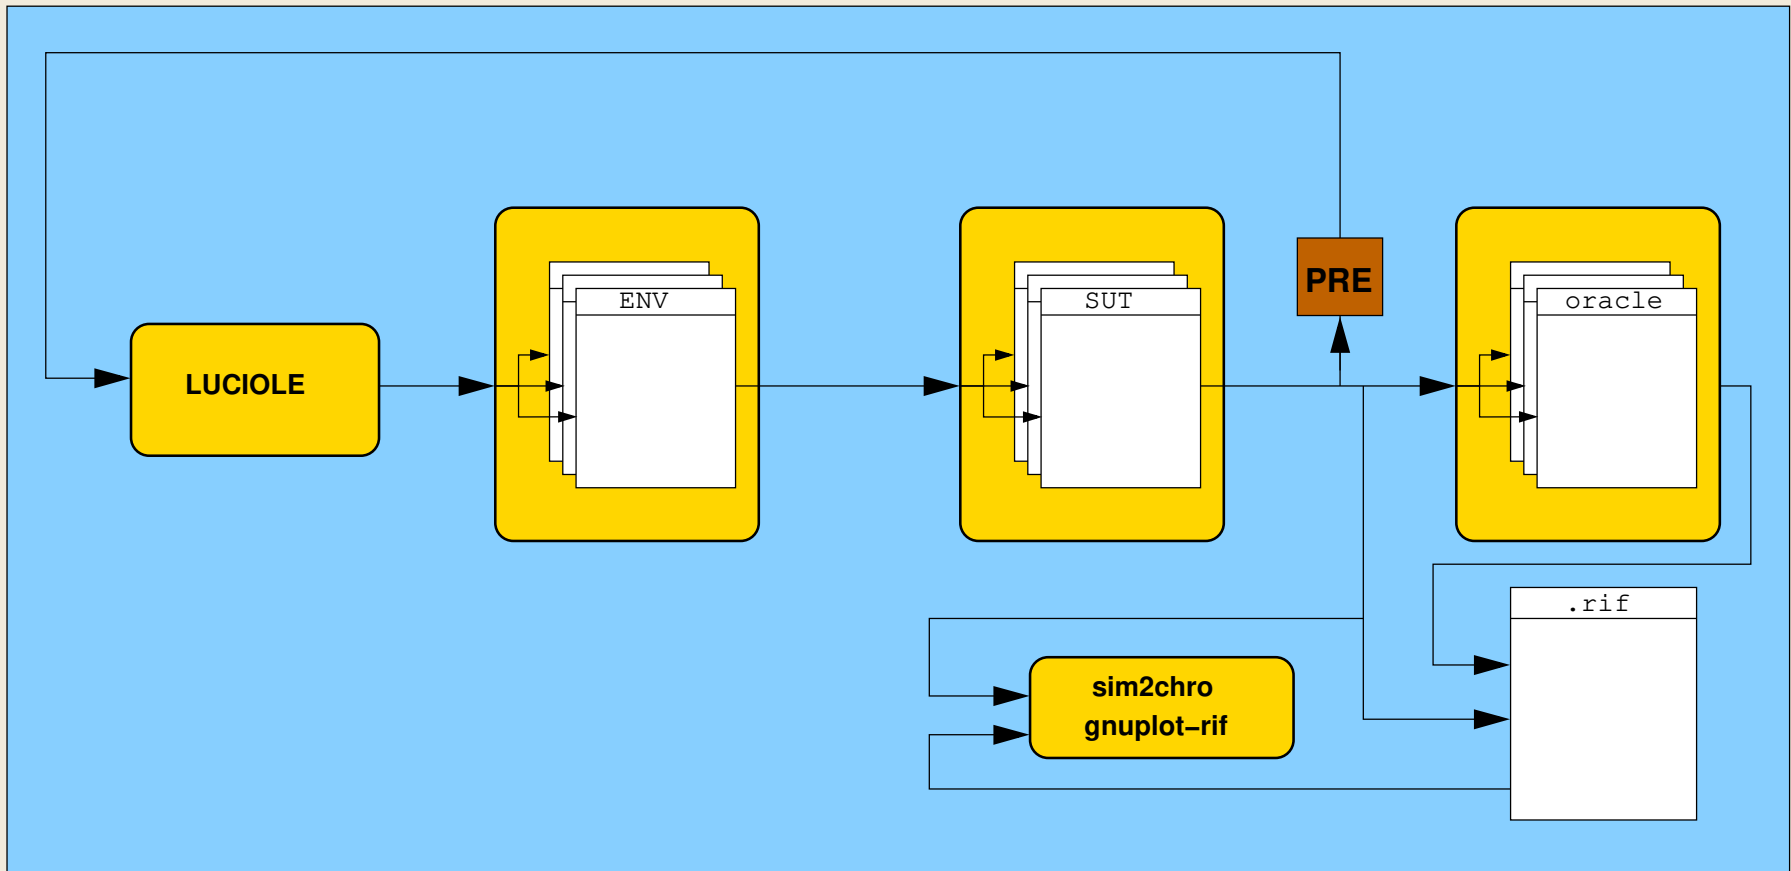 PRE
ENV
SUT
oracle
LUCIOLE
.rif
sim2chro
gnuplot−rif